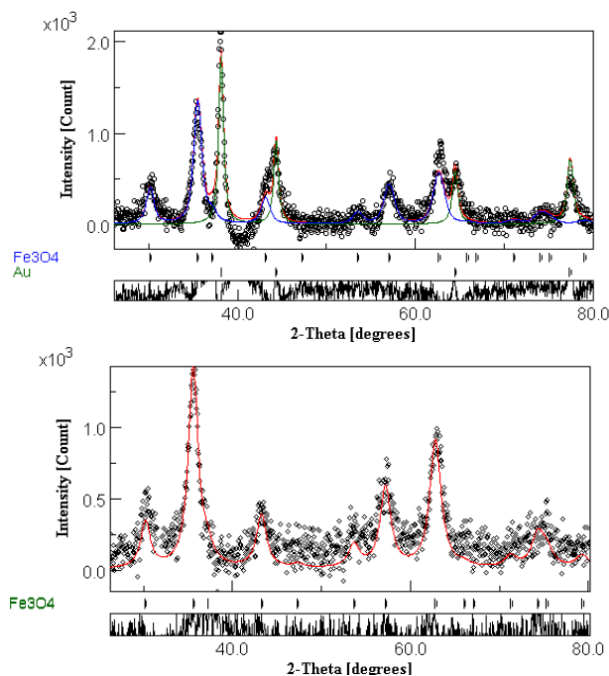 x10³
2.0
1.0
0.0
Intensity [Count]
Fe3O4
Au
40.0 60.0 80.0
2-Theta [degrees]
x10³
1.0
0.5
0.0
Intensity [Count]
Fe3O4
40.0 60.0 80.0
2-Theta [degrees]